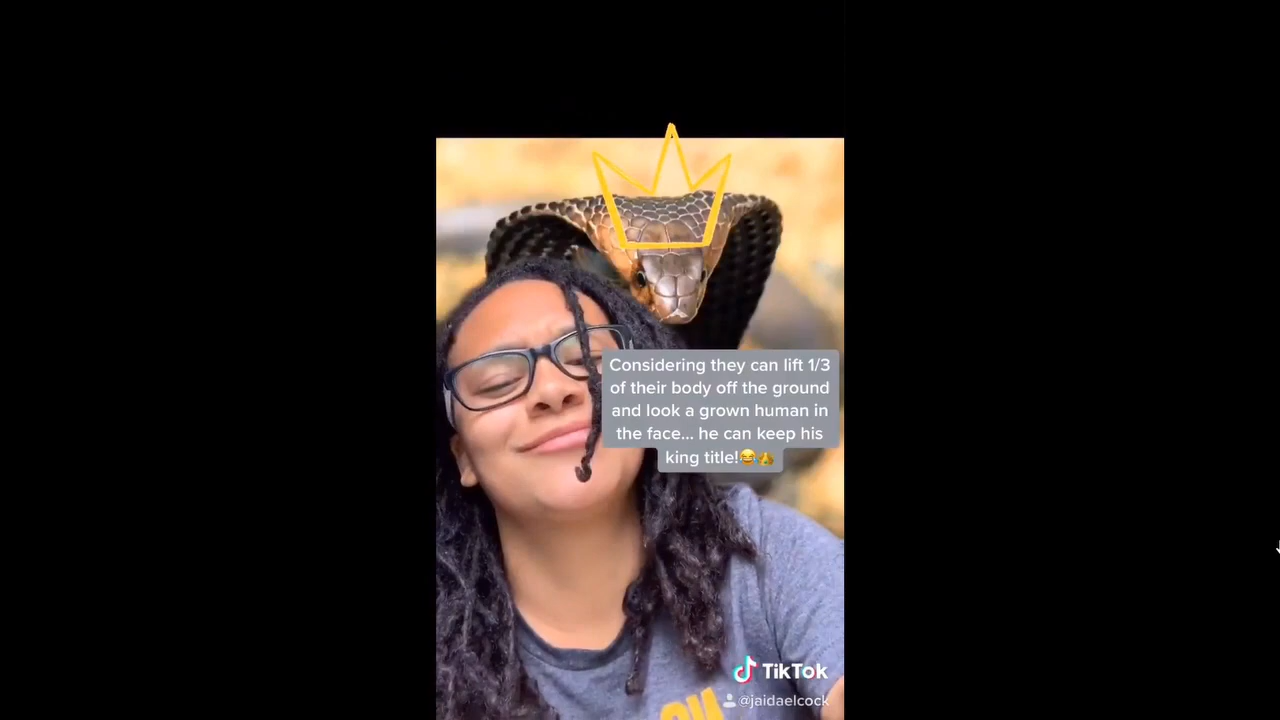 Considering they can lift 1/3
of their body off the ground
and look a grown human in
the face... he can keep his
king title!😂👍
TikTok
@jaidaelcock